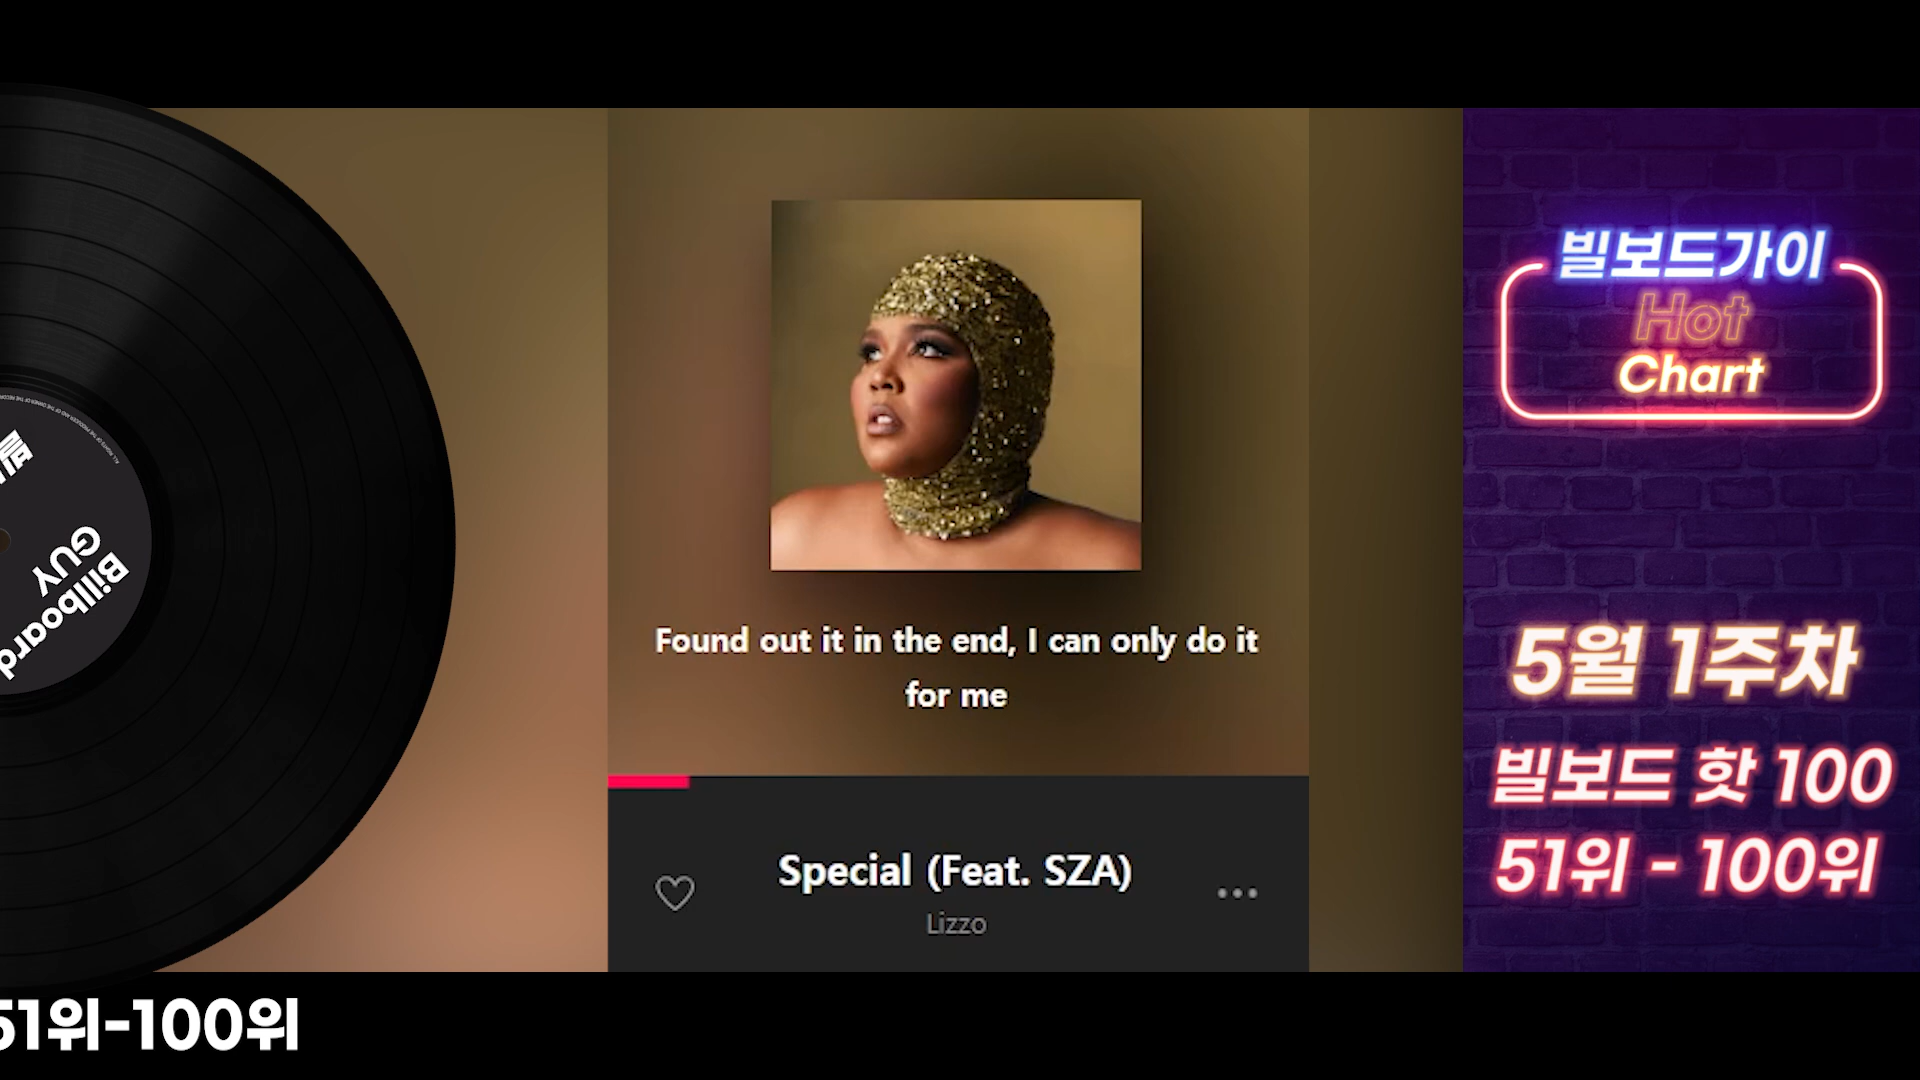 Billboard
GUY
Found out it in the end, I can only do it
for me
Special (Feat. SZA)
Lizzo
빌보드가이
Hot
Chart
5월 1주차
빌보드 핫 100
51위 - 100위
51위-100위